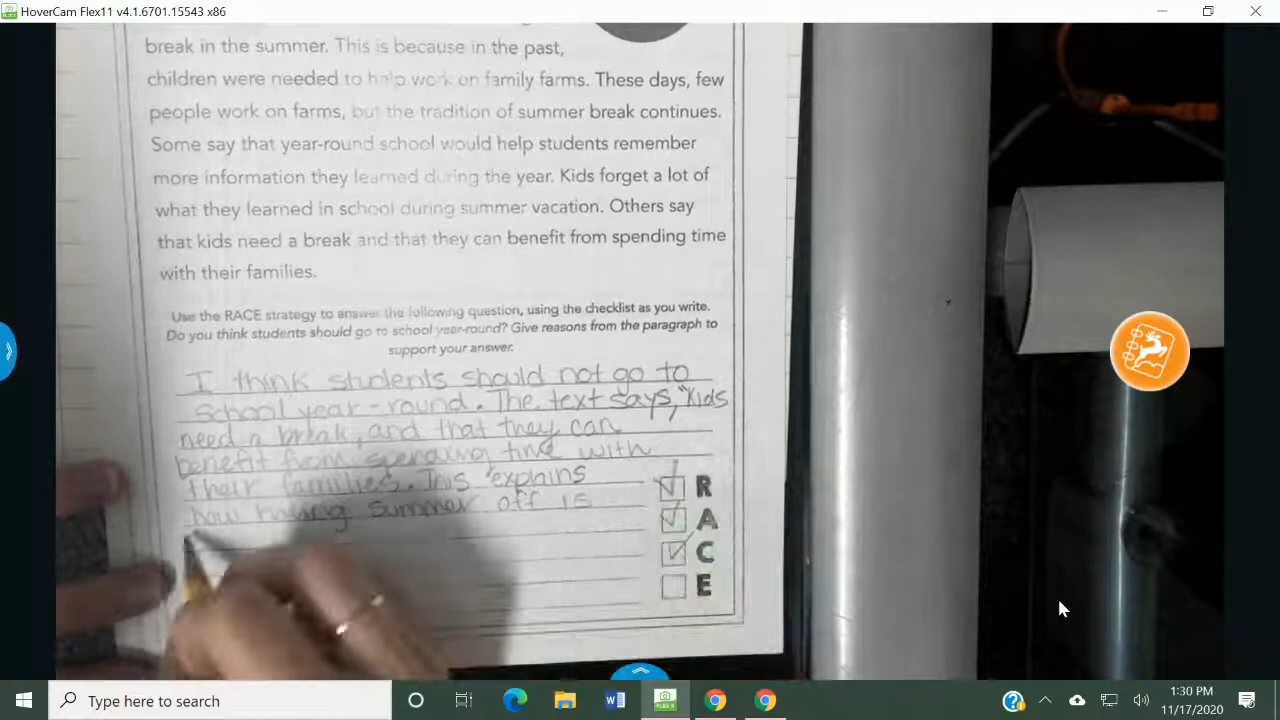 HoverCam Flex11 v4.1.6701.15543 x86
break in the summer. This is because in the past,
children were needed to help work on family farms. These days, few
people work on farms, but the tradition of summer break continues.
Some say that year-round school would help students remember
more information they learned during the year. Kids forget a lot of
what they learned in school during summer vacation. Others say
that kids need a break and that they can benefit from spending time
with their families.
Use the RACE strategy to answer the following question, using the checklist as you write.
Do you think students should go to school year-round? Give reasons from the paragraph to
support your answer.
I think students should not go to
school year-round. The text says, "Kids
need a break, and that they can
benefit from spending time with
their families. This explains
how having summer off is
R
A
C
E
Type here to search
1:30 PM
11/17/2020